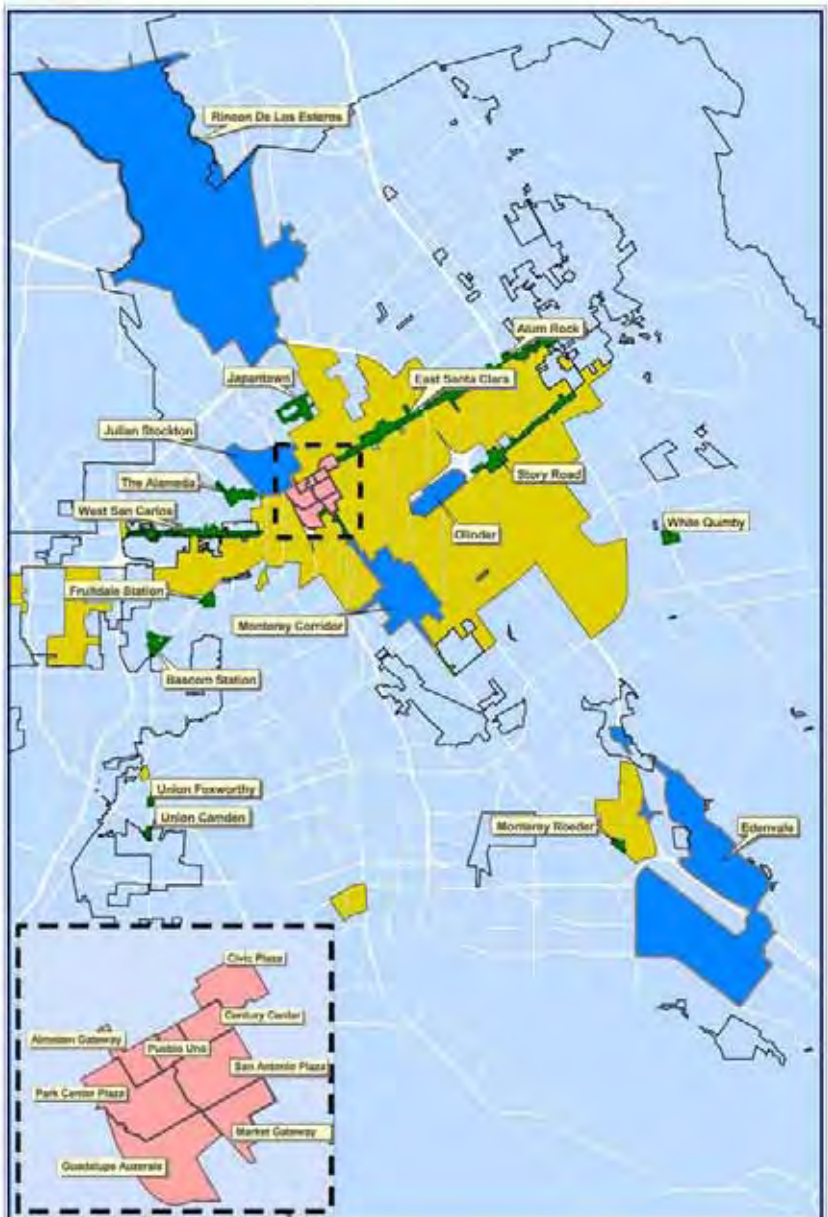 Rincon De Los Esteros
Alum Rock
Japantown
East Santa Clara
Julian Stockton
The Alameda
Story Road
West San Carlos
Olinder
White Quimby
Fruitdale Station
Monterey Corridor
Bascom Station
Union Foxworthy
Union Camden
Monterey Roeder
Edenvale
Civic Plaza
Century Center
Almaden Gateway
Pueblo Uno
San Antonio Plaza
Park Center Plaza
Market Gateway
Guadalupe Auzerais